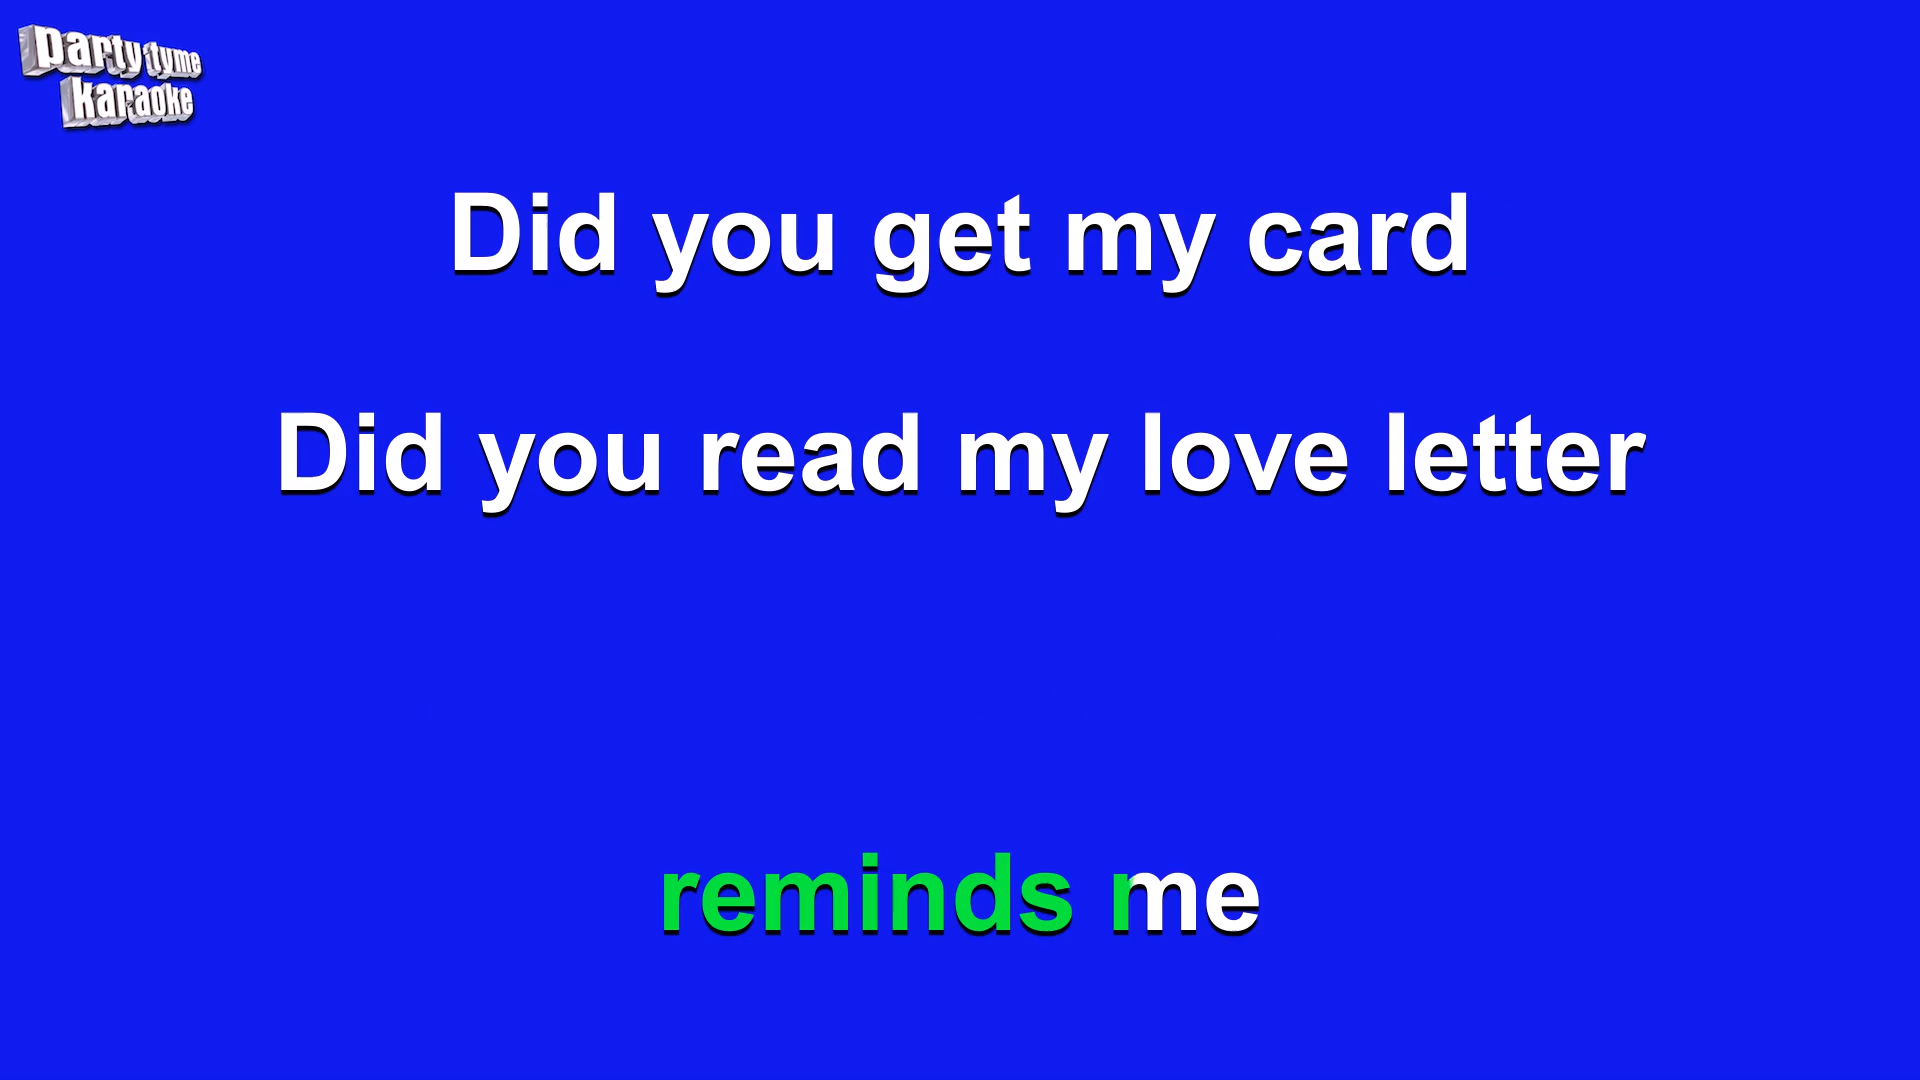 party tyme
karaoke
Did you get my card
Did you read my love letter
reminds me